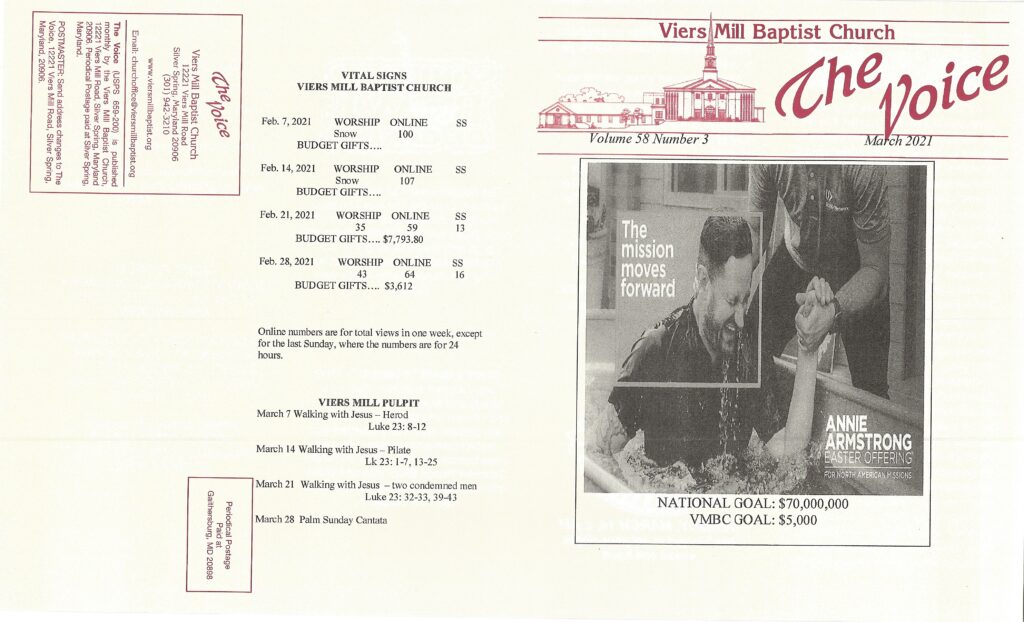 The Voice
Viers Mill Baptist Church
12221 Viers Mill Road
Silver Spring, Maryland 20906
(301) 942-3210
www.viersmillbaptist.org
Email: churchoffice@viersmillbaptist.org
The Voice (USPS 659-200) is published
monthly by the Viers Mill Baptist Church,
12221 Viers Mill Road, Silver Spring, Maryland
20906. Periodical Postage paid at Silver Spring,
Maryland.
POSTMASTER: Send address changes to The
Voice, 12221 Viers Mill Road, Silver Spring,
Maryland, 20906.
VITAL SIGNS
VIERS MILL BAPTIST CHURCH
Feb. 7, 2021 WORSHIP ONLINE SS
Snow 100
BUDGET GIFTS….
Feb. 14, 2021 WORSHIP ONLINE SS
Snow 107
BUDGET GIFTS….
Feb. 21, 2021 WORSHIP ONLINE SS
35 59 13
BUDGET GIFTS…. $7,793.80
Feb. 28, 2021 WORSHIP ONLINE SS
43 64 16
BUDGET GIFTS…. $3,612
Online numbers are for total views in one week, except
for the last Sunday, where the numbers are for 24
hours.
VIERS MILL PULPIT
March 7 Walking with Jesus – Herod
Luke 23: 8-12
March 14 Walking with Jesus – Pilate
Lk 23: 1-7, 13-25
March 21 Walking with Jesus – two condemned men
Luke 23: 32-33, 39-43
March 28 Palm Sunday Cantata
Periodical Postage
Paid at
Gaithersburg, MD 20898
Viers Mill Baptist Church
The Voice
Volume 58 Number 3 March 2021
The
mission
moves
forward
ANNIE
ARMSTRONG
EASTER OFFERING
FOR NORTH AMERICAN MISSIONS
NATIONAL GOAL: $70,000,000
VMBC GOAL: $5,000